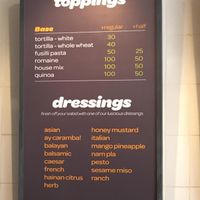 toppings
Base +regular +half
tortilla - white 30
tortilla - whole wheat 40
fusilli pasta 50 25
romaine 100 50
house mix 100 50
quinoa 100 50
dressings
finish off your salad with one of our luscious dressings
asian honey mustard
ay caramba! italian
balayan mango pineapple
balsamic nam pla
caesar pesto
french sesame miso
hainan citrus ranch
herb